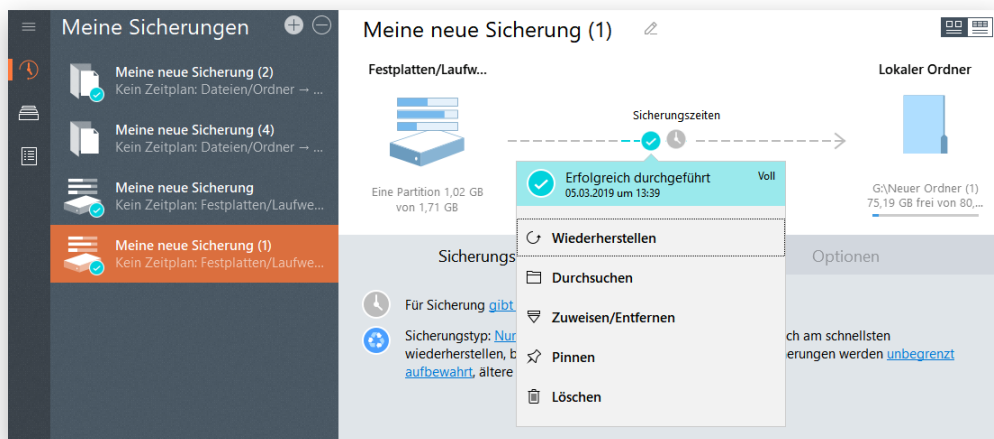 Meine Sicherungen
Meine neue Sicherung (2)
Kein Zeitplan: Dateien/Ordner → ...
Meine neue Sicherung (4)
Kein Zeitplan: Dateien/Ordner → ...
Meine neue Sicherung
Kein Zeitplan: Festplatten/Laufwe...
Meine neue Sicherung (1)
Kein Zeitplan: Festplatten/Laufwe...
Meine neue Sicherung (1)
Festplatten/Laufw...
Eine Partition 1,02 GB
von 1,71 GB
Sicherungszeiten
Lokaler Ordner
G:\Neuer Ordner (1)
75,19 GB frei von 80,...
Erfolgreich durchgeführt Voll
05.03.2019 um 13:39
Wiederherstellen
Durchsuchen
Zuweisen/Entfernen
Pinnen
Löschen
Sicherungs
Optionen
Für Sicherung gibt
Sicherungstyp: Nur ch am schnellsten
wiederherstellen, b erungen werden unbegrenzt
aufbewahrt, ältere